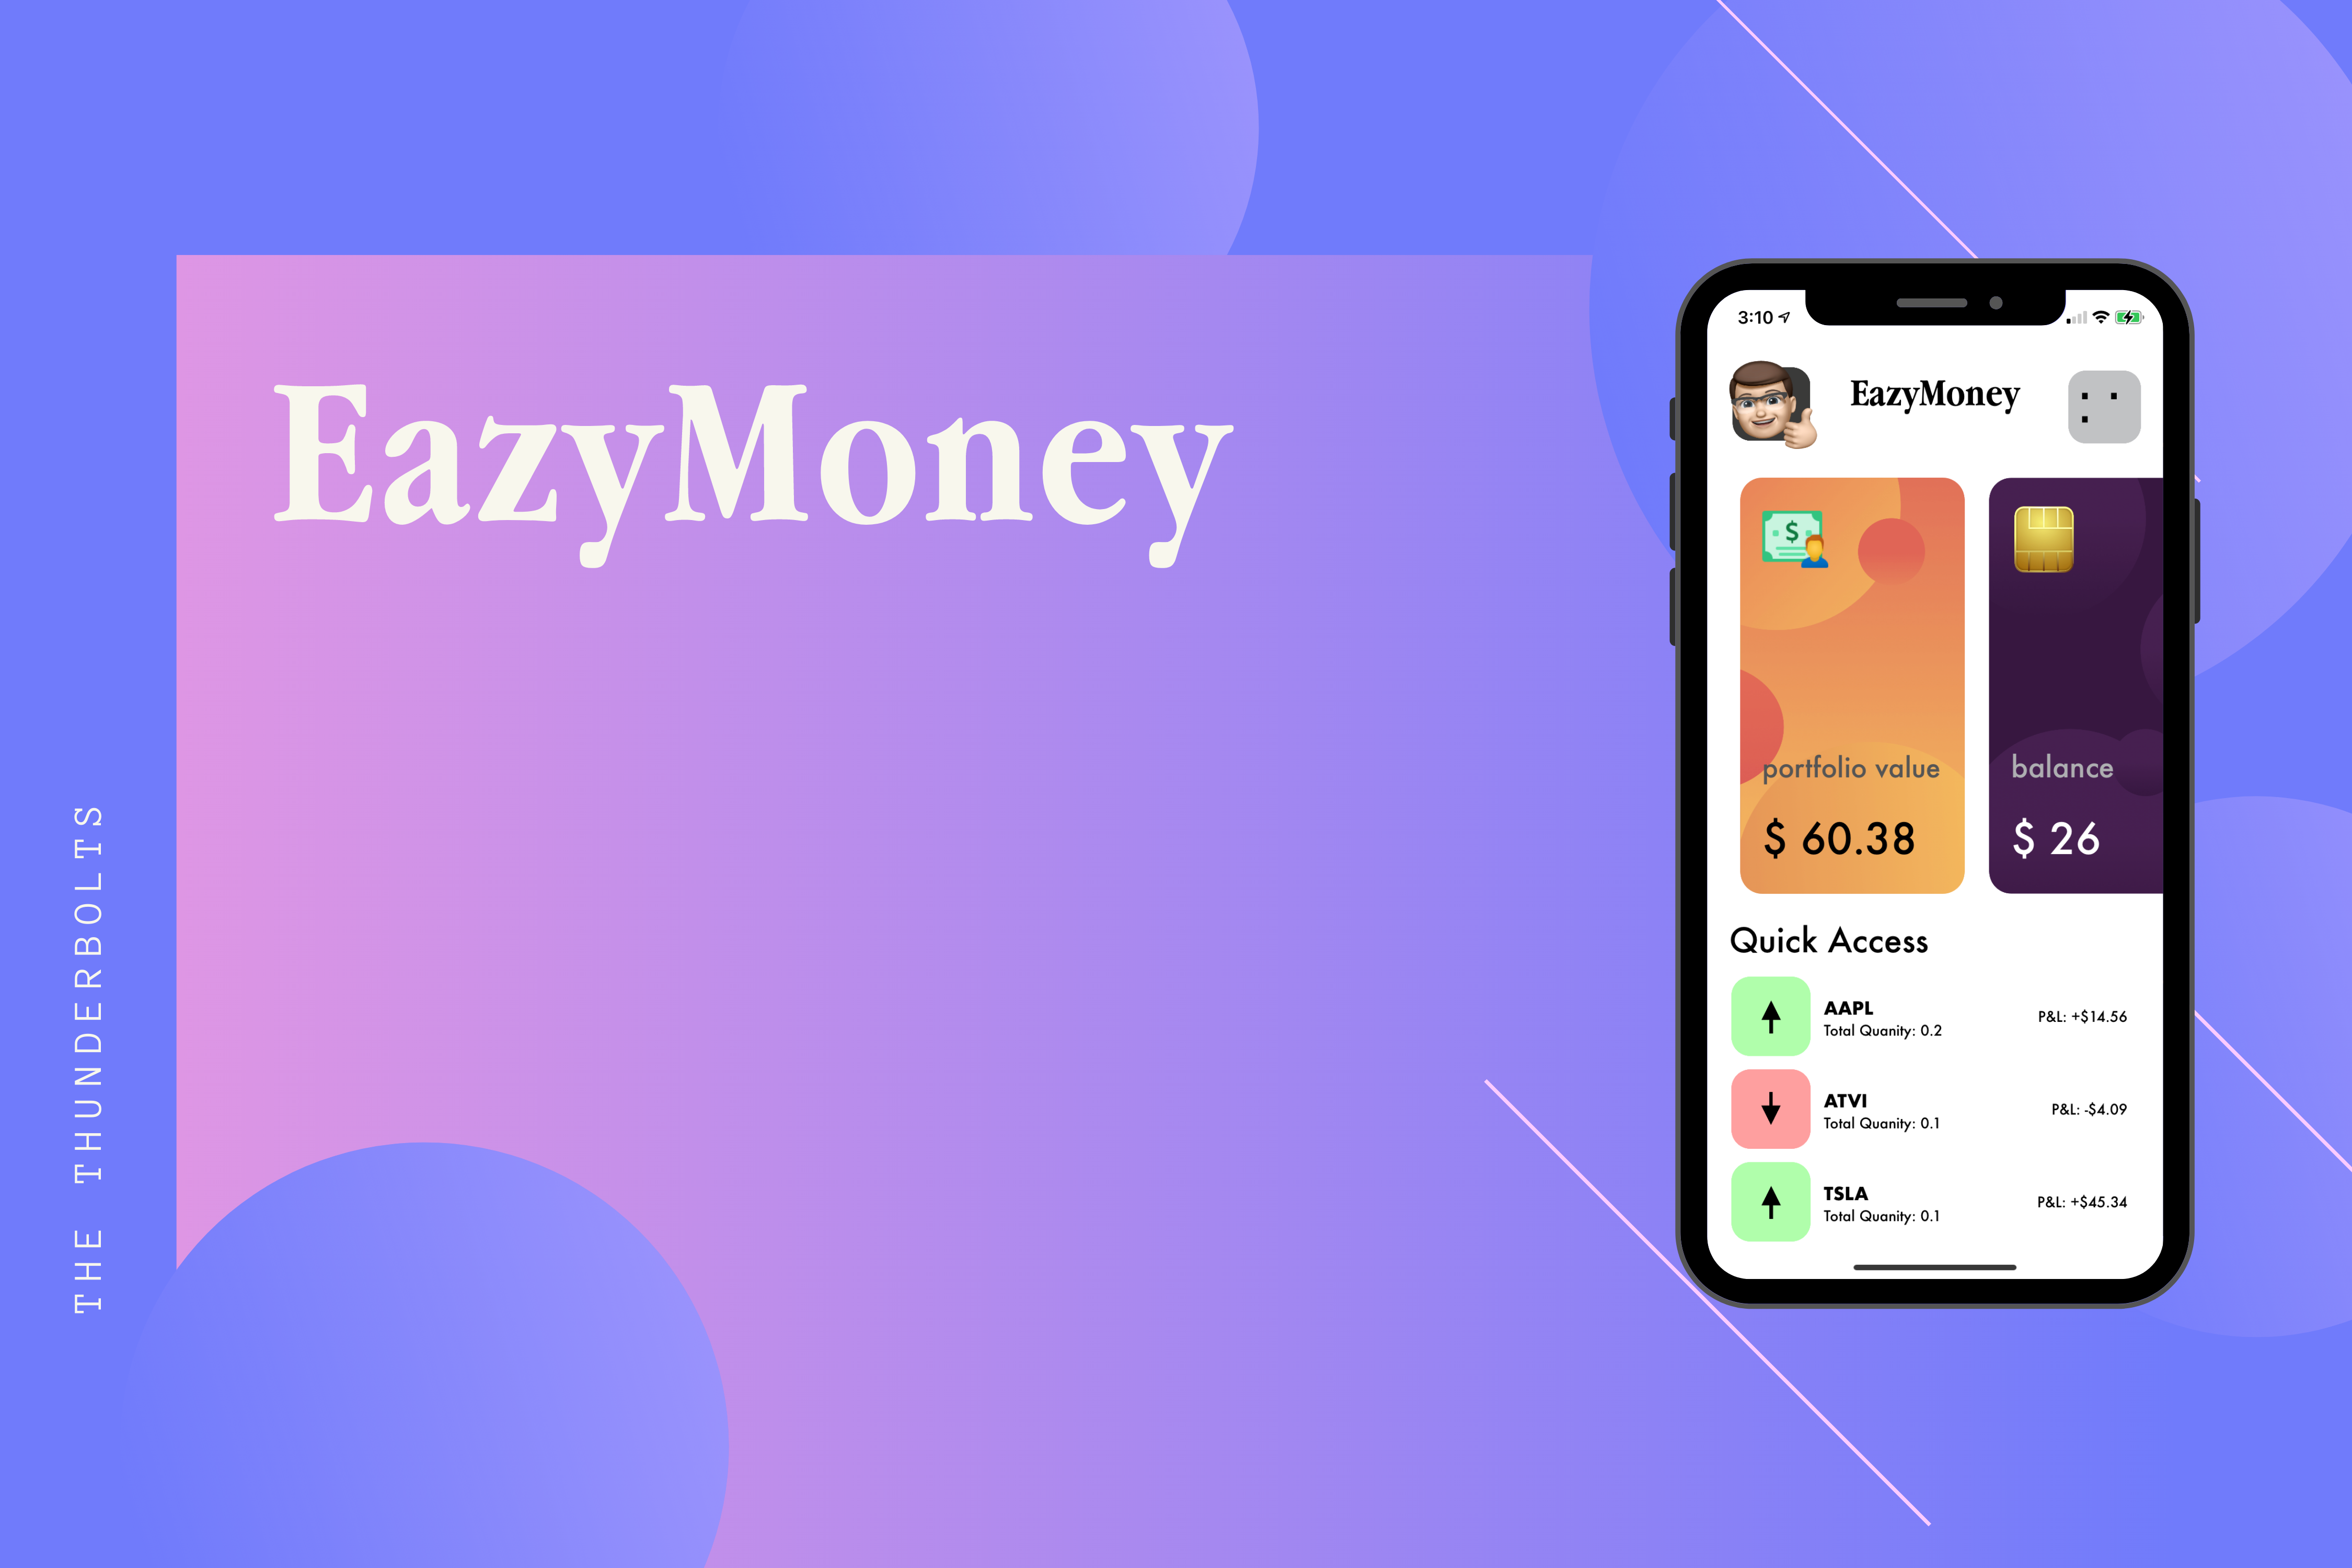 EazyMoney
THE THUNDERBOLTS
3:10
EazyMoney
$
portfolio value
$ 60.38
balance
$ 26
Quick Access
AAPL
Total Quanity: 0.2
P&L: +$14.56
ATVI
Total Quanity: 0.1
P&L: -$4.09
TSLA
Total Quanity: 0.1
P&L: +$45.34